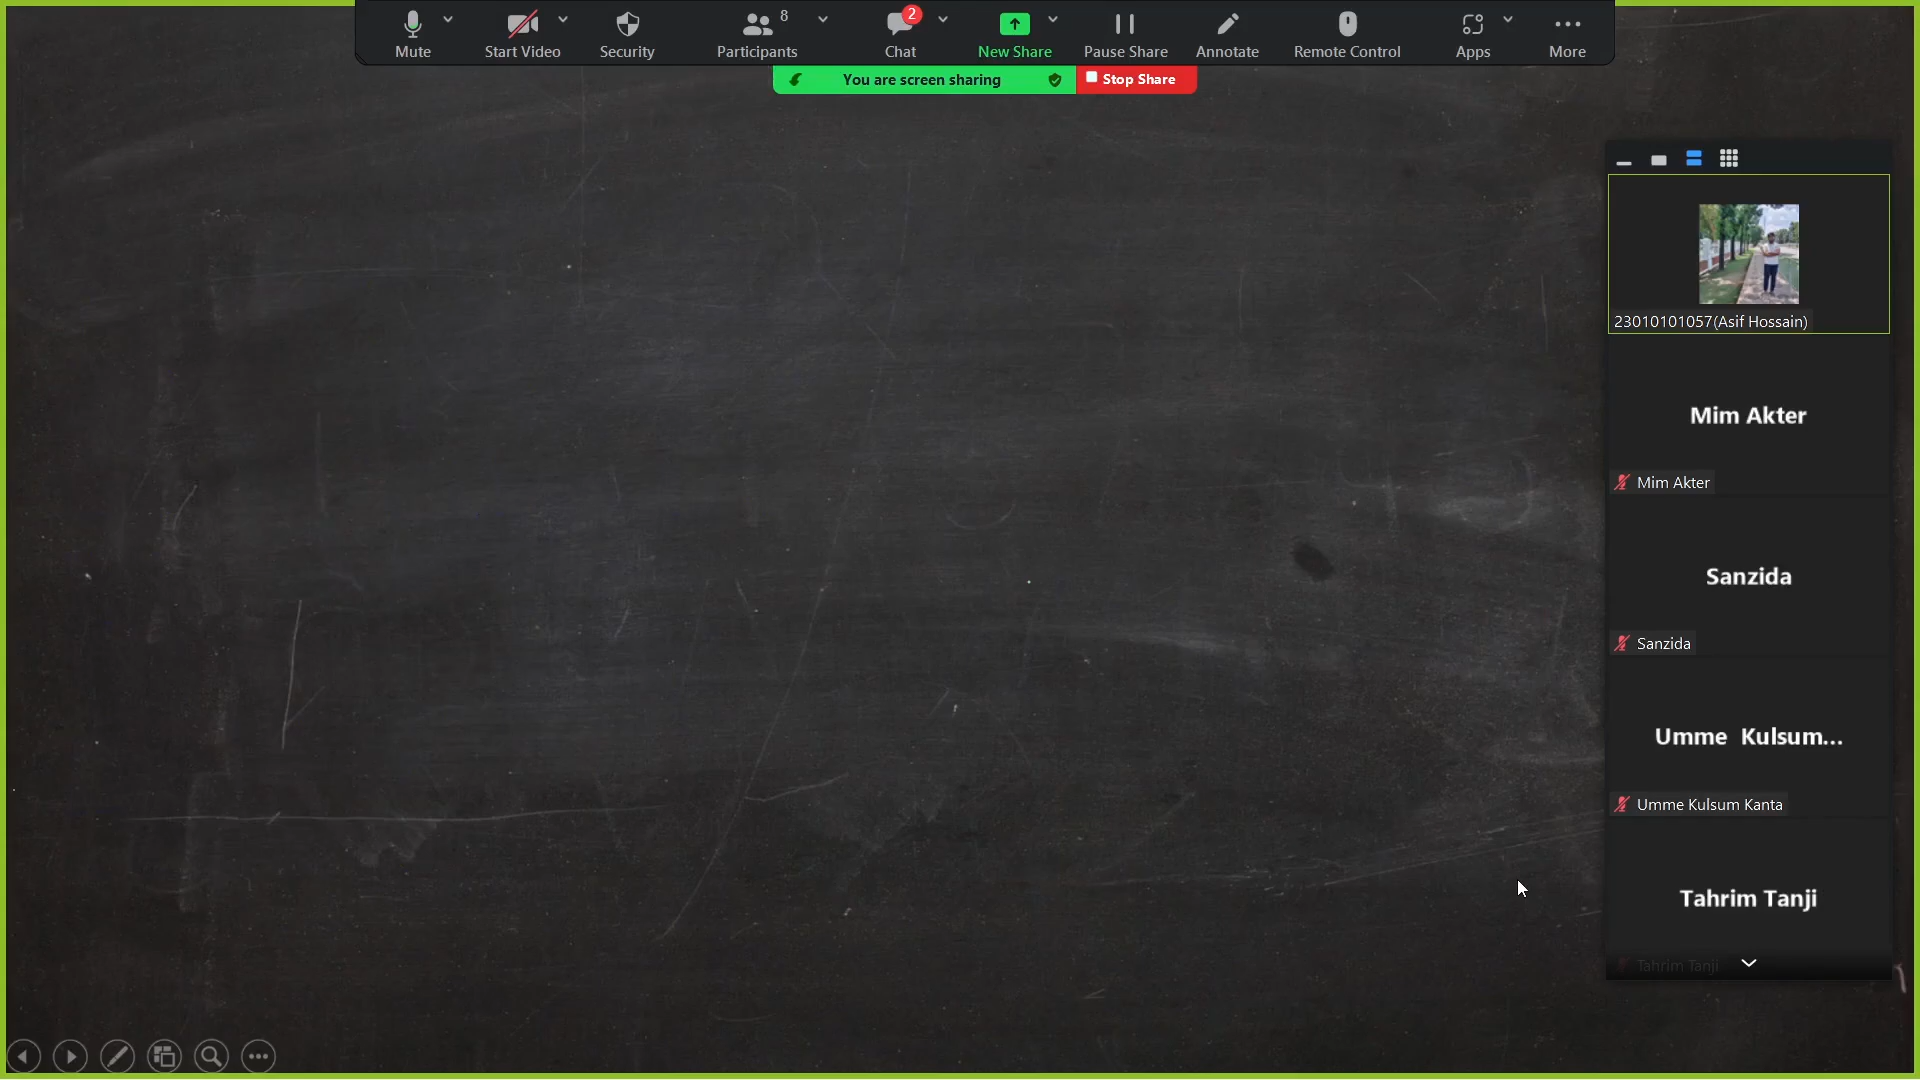 Mute
Start Video
Security
8
Participants
2
Chat
New Share
Pause Share
Annotate
Remote Control
Apps
More
You are screen sharing
Stop Share
23010101057(Asif Hossain)
Mim Akter
Mim Akter
Sanzida
Sanzida
Umme Kulsum...
Umme Kulsum Kanta
Tahrim Tanji
Tahrim Tanji